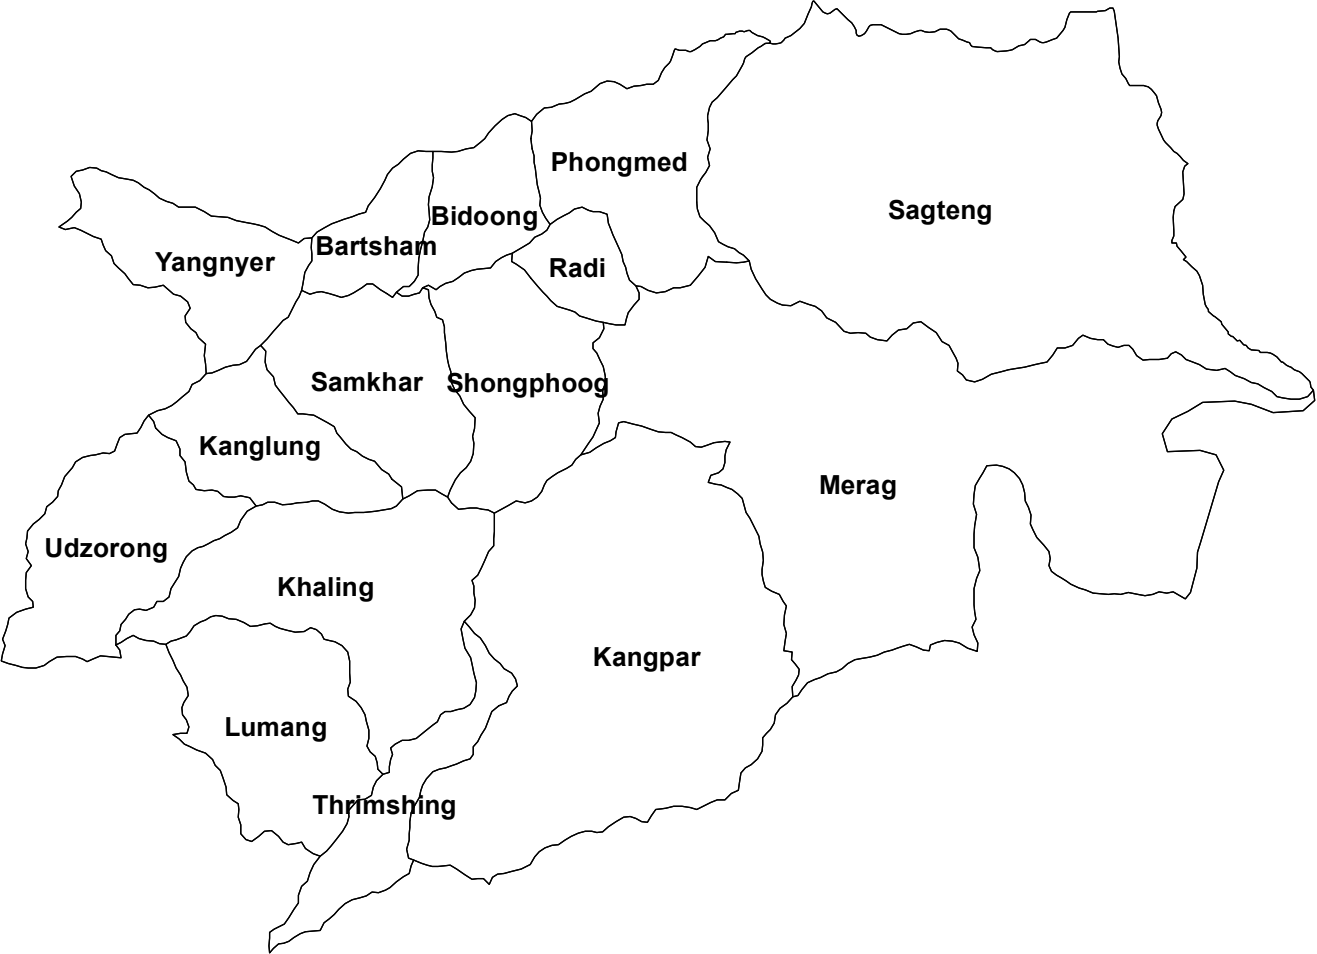 Phongmed
Sagteng
Bidoong
Bartsham
Yangnyer
Radi
Samkhar
Shongphoog
Kanglung
Merag
Udzorong
Khaling
Kangpar
Lumang
Thrimshing